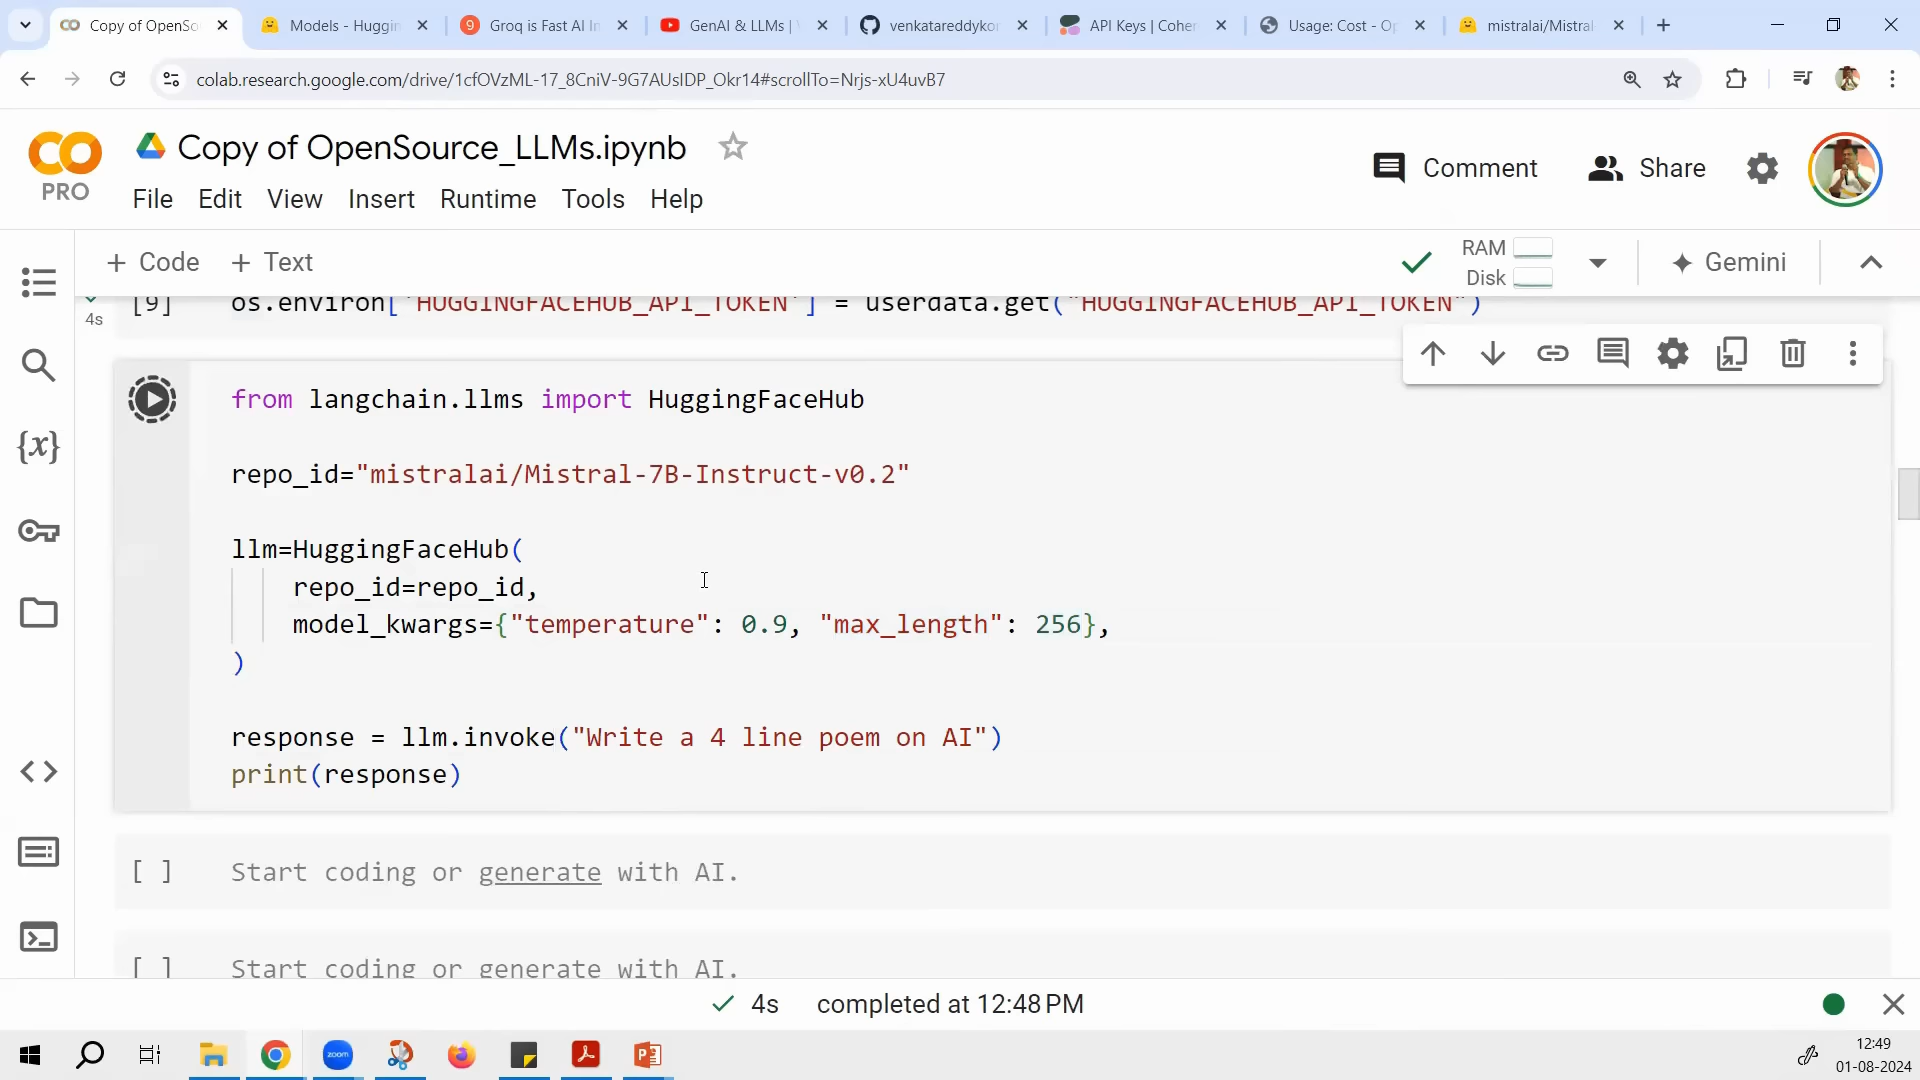 Copy of OpenSo
Models - Huggin
Groq is Fast AI In
GenAI & LLMs |
venkatareddykor
API Keys | Coher
Usage: Cost - Op
mistralai/Mistral
colab.research.google.com/drive/1cfOVzML-17_8CniV-9G7AUsIDP_Okr14#scrollTo=Nrjs-xU4uvB7
PRO
Copy of OpenSource_LLMs.ipynb
Comment
Share
File Edit View Insert Runtime Tools Help
+ Code + Text
RAM
Disk
Gemini
4s
[9] os.environ['HUGGINGFACEHUB_API_TOKEN'] = userdata.get("HUGGINGFACEHUB_API_TOKEN")
from langchain.llms import HuggingFaceHub
repo_id="mistralai/Mistral-7B-Instruct-v0.2"
llm=HuggingFaceHub(
repo_id=repo_id,
model_kwargs={"temperature": 0.9, "max_length": 256},
)
response = llm.invoke("Write a 4 line poem on AI")
print(response)
[ ] Start coding or generate with AI.
[ ] Start coding or generate with AI.
4s completed at 12:48 PM
zoom
12:49
01-08-2024